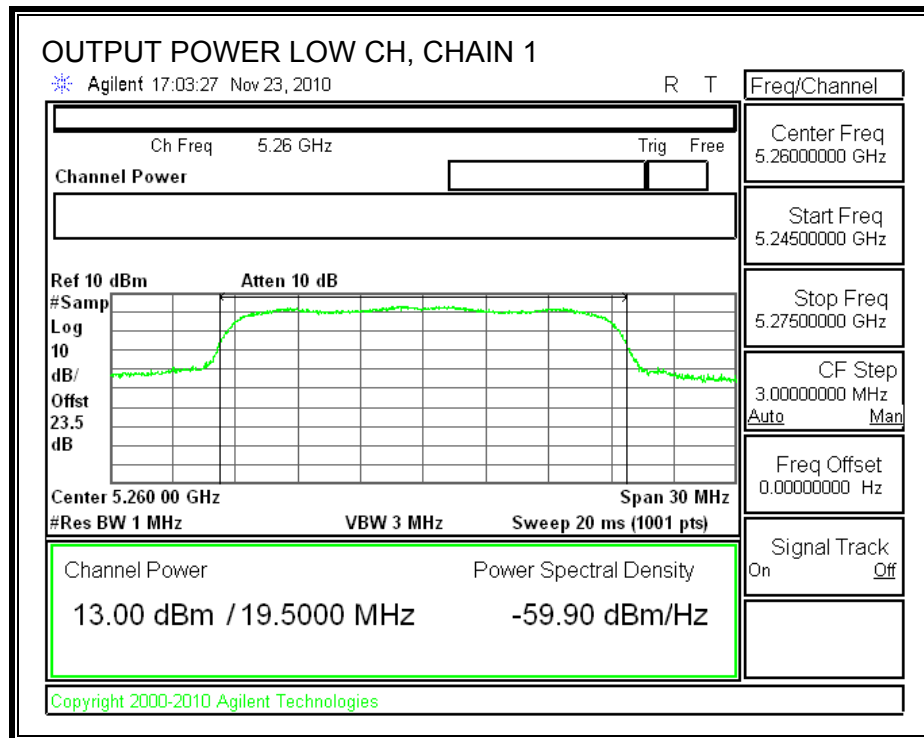 OUTPUT POWER LOW CH, CHAIN 1
Agilent 17:03:27 Nov 23, 2010 R T
Freq/Channel
Ch Freq 5.26 GHz Trig Free
Channel Power
Center Freq
5.26000000 GHz
Start Freq
5.24500000 GHz
Stop Freq
5.27500000 GHz
CF Step
3.00000000 MHz
Auto Man
Freq Offset
0.00000000 Hz
Signal Track
On Off
Ref 10 dBm Atten 10 dB
#Samp
Log
10
dB/
Offst
23.5
dB
Center 5.260 00 GHz Span 30 MHz
#Res BW 1 MHz VBW 3 MHz Sweep 20 ms (1001 pts)
Channel Power Power Spectral Density
13.00 dBm / 19.5000 MHz -59.90 dBm/Hz
Copyright 2000-2010 Agilent Technologies